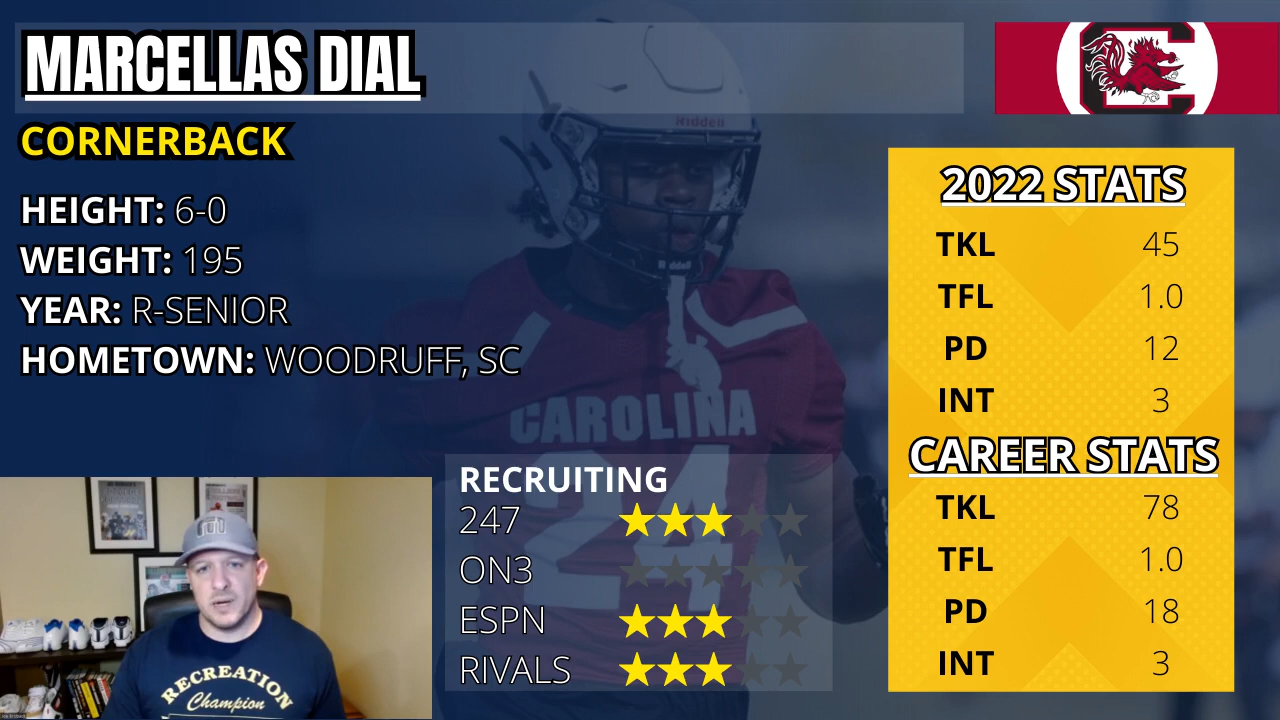 MARCELLAS DIAL
CORNERBACK
HEIGHT: 6-0
WEIGHT: 195
YEAR: R-SENIOR
HOMETOWN: WOODRUFF, SC
Riddell
Riddell
CAROLINA
24
2022 STATS
TKL 45
TFL 1.0
PD 12
INT 3
CAREER STATS
TKL 78
TFL 1.0
PD 18
INT 3
RECRUITING
247
ON3
ESPN
RIVALS
RECREATION
Champion